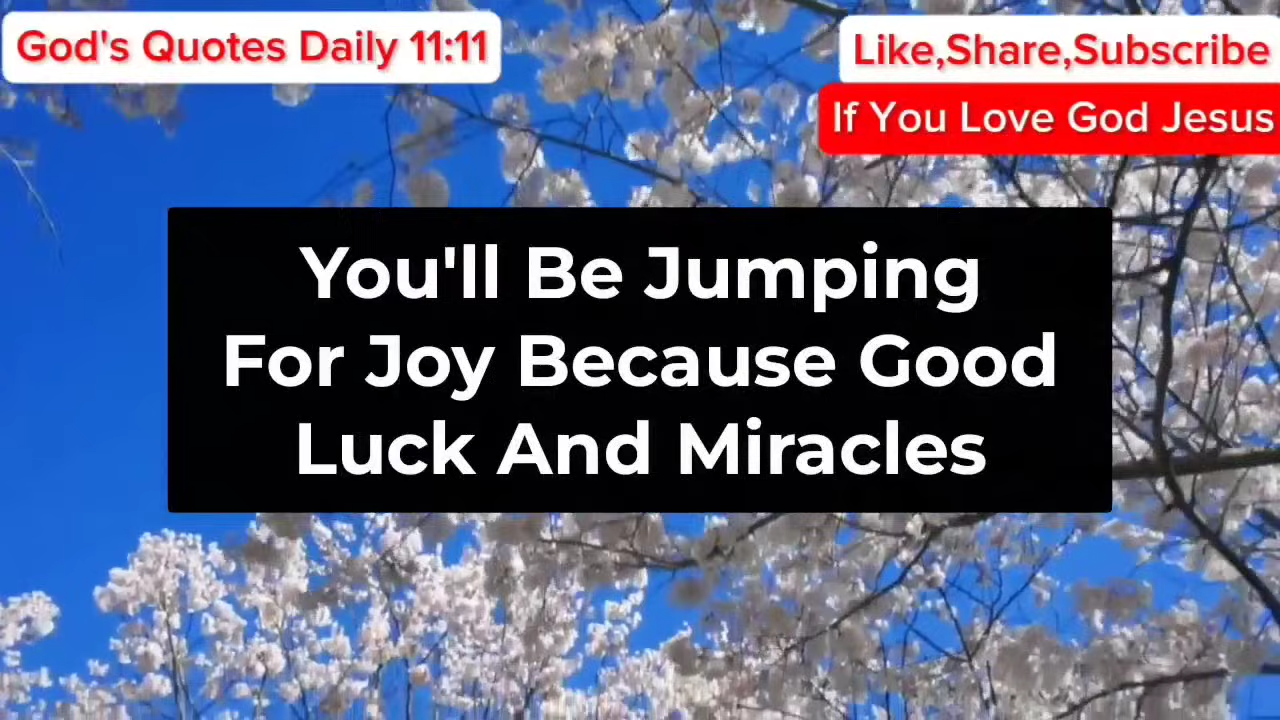 God's Quotes Daily 11:11
Like,Share,Subscribe
If You Love God Jesus
You'll Be Jumping
For Joy Because Good
Luck And Miracles